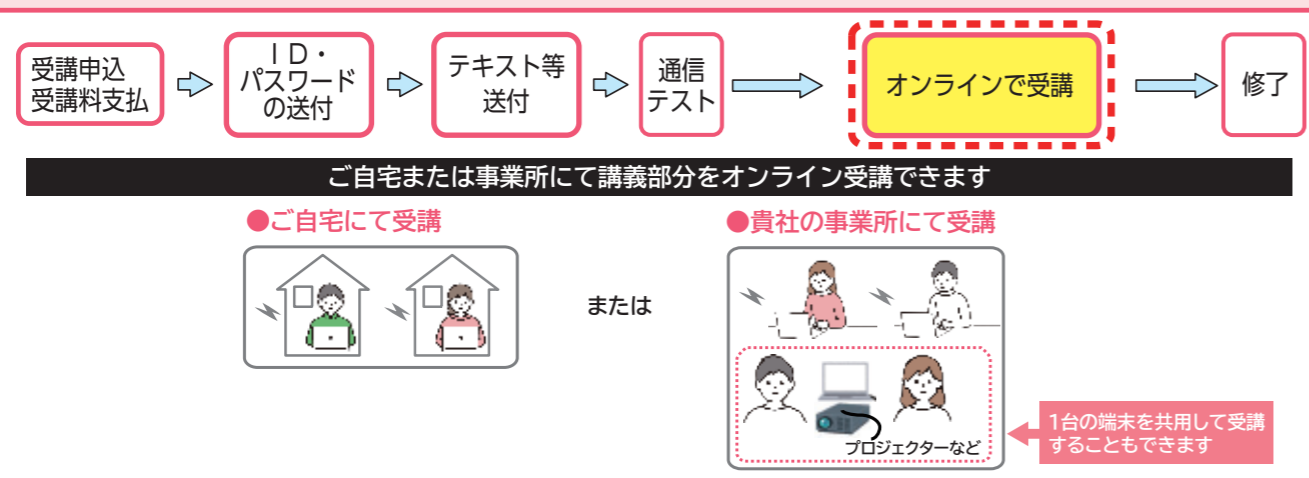 受講申込
受講料支払
ＩＤ・
パスワード
の送付
テキスト等
送付
通信
テスト
オンラインで受講
修了
ご自宅または事業所にて講義部分をオンライン受講できます
●ご自宅にて受講
または
●貴社の事業所にて受講
プロジェクターなど
1台の端末を共用して受講
することもできます